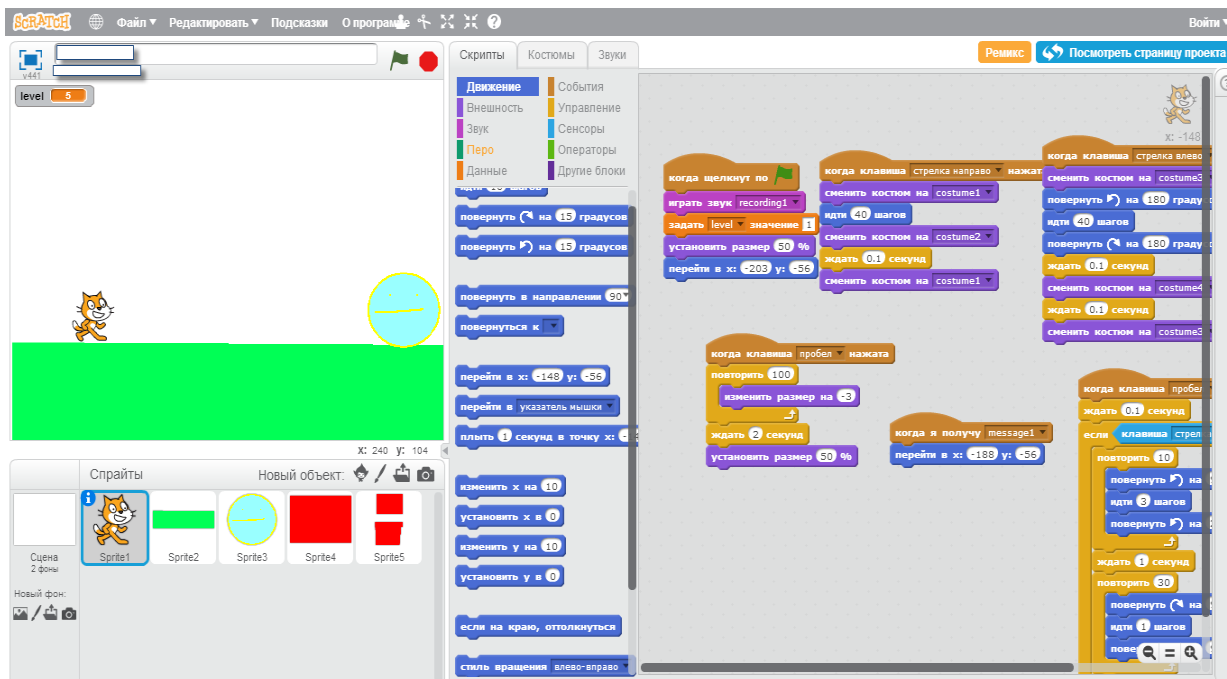 SCRATCH Файл Редактировать Подсказки О програме Войти
v441
Скрипты Костюмы Звуки
Ремикс Посмотреть страницу проекта
level 5
Движение События
Внешность Управление
Звук Сенсоры
Перо Операторы
Данные Другие блоки
идти 10 шагов
повернуть на 15 градусов
повернуть на 15 градусов
повернуть в направлении 90
повернуться к
перейти в x: -148 y: -56
перейти в указатель мышки
плыть 1 секунд в точку x:
изменить x на 10
установить x в 0
изменить y на 10
установить y в 0
если на краю, оттолкнуться
стиль вращения влево-вправо
x: -148
когда щелкнут по
играть звук recording1
задать level значение 1
установить размер 50 %
перейти в x: -203 y: -56
когда клавиша стрелка направо нажат
сменить костюм на costume1
идти 40 шагов
сменить костюм на costume2
ждать 0.1 секунд
сменить костюм на costume1
когда клавиша стрелка влево
сменить костюм на costume3
повернуть на 180 граду
идти 40 шагов
повернуть на 180 граду
ждать 0.1 секунд
сменить костюм на costume4
ждать 0.1 секунд
сменить костюм на costume3
когда клавиша пробел нажата
повторить 100
изменить размер на -3
ждать 2 секунд
установить размер 50 %
когда я получу message1
перейти в x: -188 y: -56
когда клавиша пробел
ждать 0.1 секунд
если клавиша стрел
повторить 10
повернуть на
идти 3 шагов
повернуть на
ждать 1 секунд
повторить 30
повернуть на
идти 1 шагов
пове
X: 240 y: 104
Спрайты Новый объект:
Sprite1 Sprite2 Sprite3 Sprite4 Sprite5
Сцена
2 фоны
Новый фон: